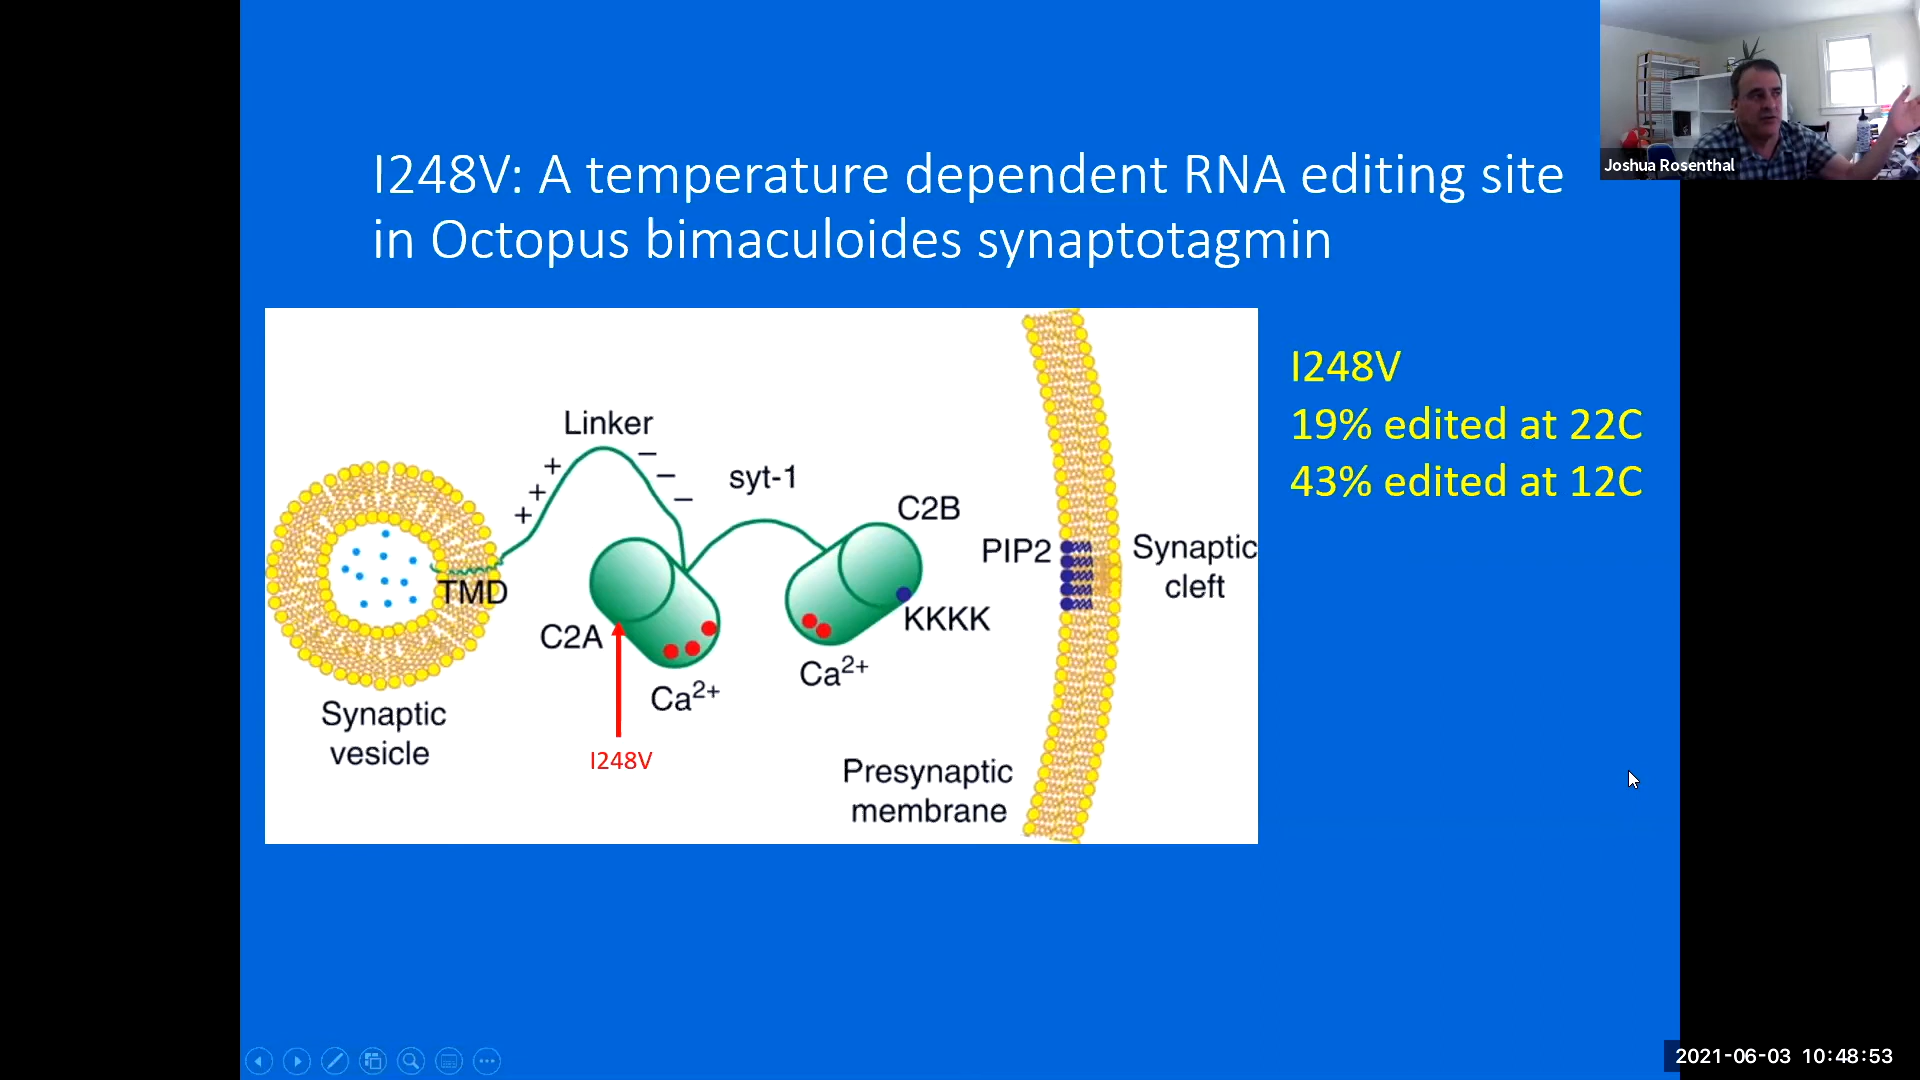 I248V: A temperature dependent RNA editing site
in Octopus bimaculoides synaptotagmin
Joshua Rosenthal
I248V
19% edited at 22C
43% edited at 12C
Linker
+
+
+
–
–
–
syt-1
C2B
PIP2
Synaptic
cleft
TMD
KKKK
C2A
Ca2+
Ca2+
Synaptic
vesicle
I248V
Presynaptic
membrane
2021-06-03 10:48:53